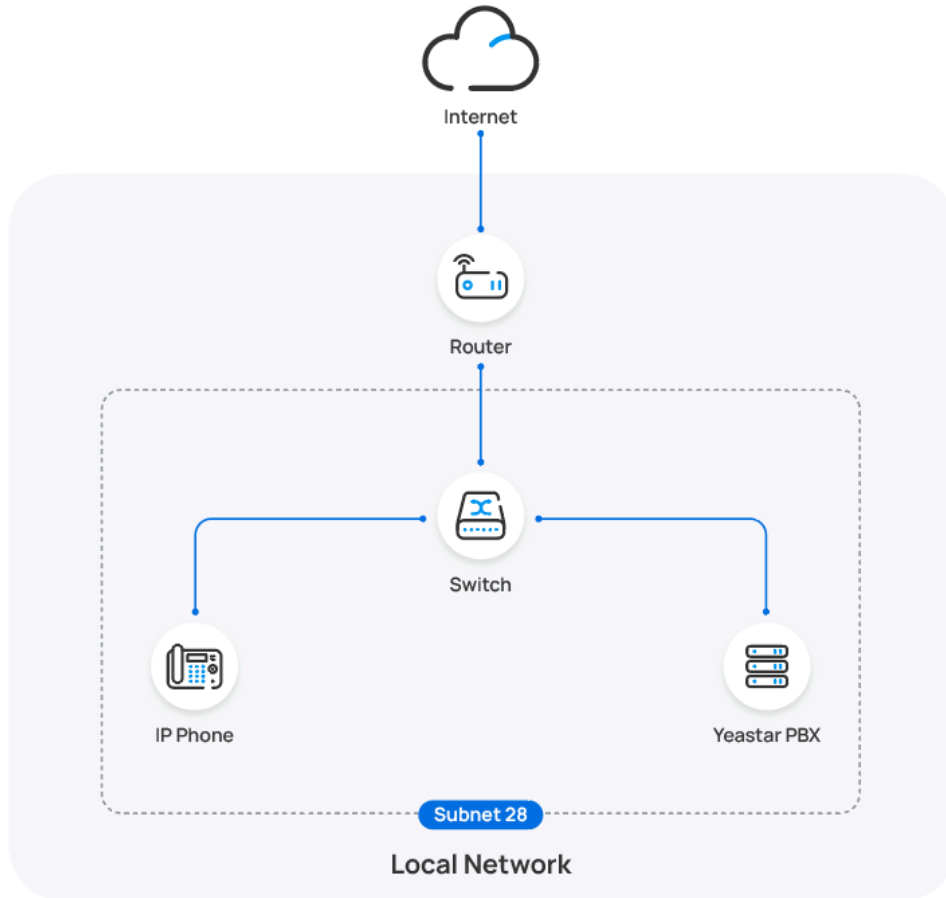 Internet
Router
Switch
IP Phone
Yeastar PBX
Subnet 28
Local Network